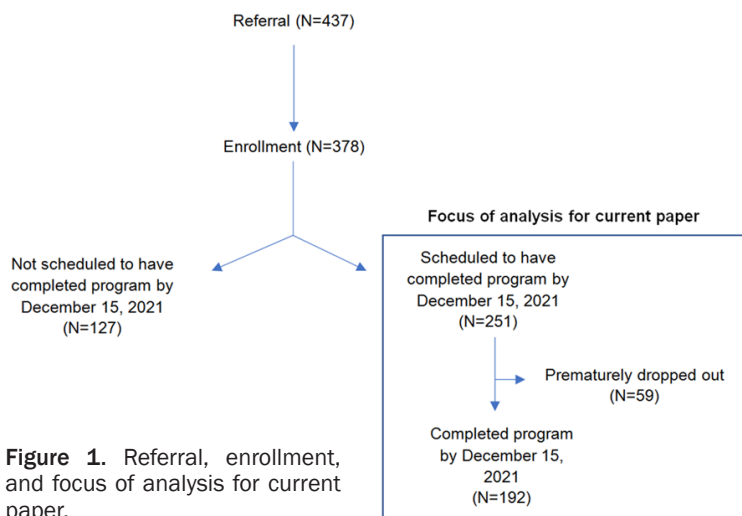 Referral (N=437)
Enrollment (N=378)
Focus of analysis for current paper
Not scheduled to have
completed program by
December 15, 2021
(N=127)
Scheduled to have
completed program by
December 15, 2021
(N=251)
Prematurely dropped out
(N=59)
Completed program
by December 15,
2021
(N=192)
Figure 1. Referral, enrollment,
and focus of analysis for current
paper.